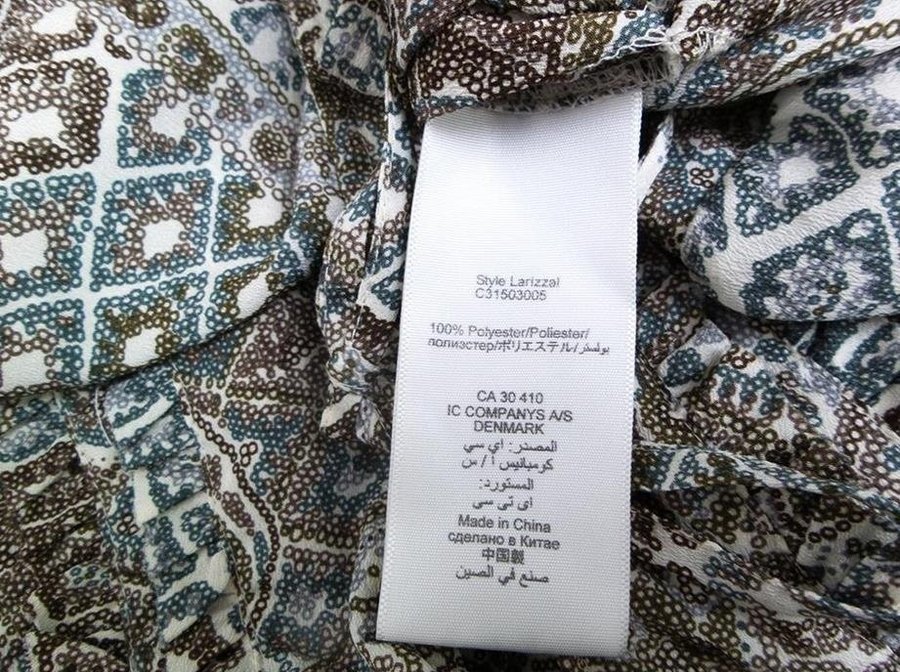 Style Larizzal
C31503005
100% Polyester/Poliester/
полиэстер/ポリエステル/بوليستر
CA 30 410
IC COMPANYS A/S
DENMARK
المصدر: اي سي
كومبانيس أ / س
المستورد:
اي تي سي
Made in China
сделано в Китае
中国製
صنع في الصين